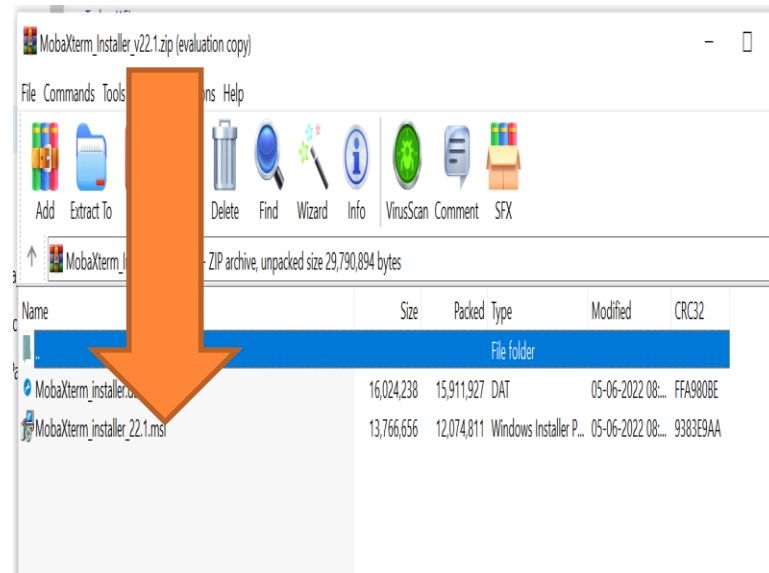 MobaXterm_Installer_v22.1.zip (evaluation copy)
File Commands Tools ns Help
Add Extract To Delete Find Wizard Info VirusScan Comment SFX
ZIP archive, unpacked size 29,790,894 bytes
Name Size Packed Type Modified CRC32
.. File folder
MobaXterm_installer.da 16,024,238 15,911,927 DAT 05-06-2022 08:... FFA980BE
MobaXterm_installer_22.1.msi 13,766,656 12,074,811 Windows Installer P... 05-06-2022 08:... 9383E9AA